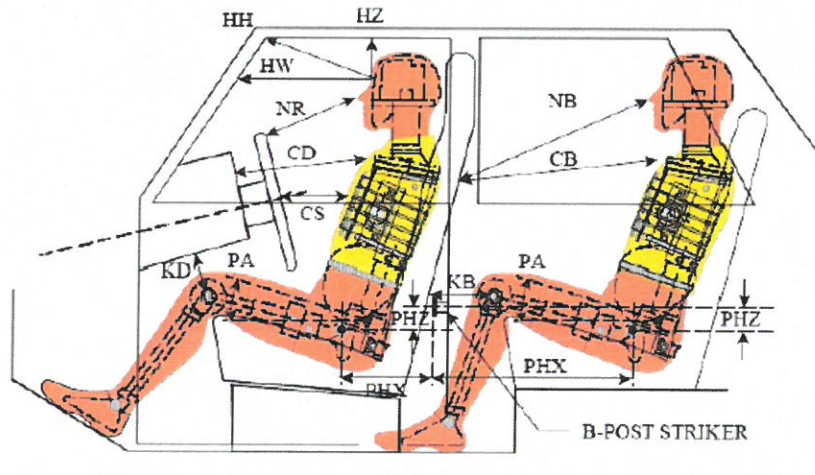 HH
HZ
HW
NR
NB
CD
CB
CS
KD
PA
KB
PA
PHZ
PHZ
PHX
PHX
B-POST STRIKER